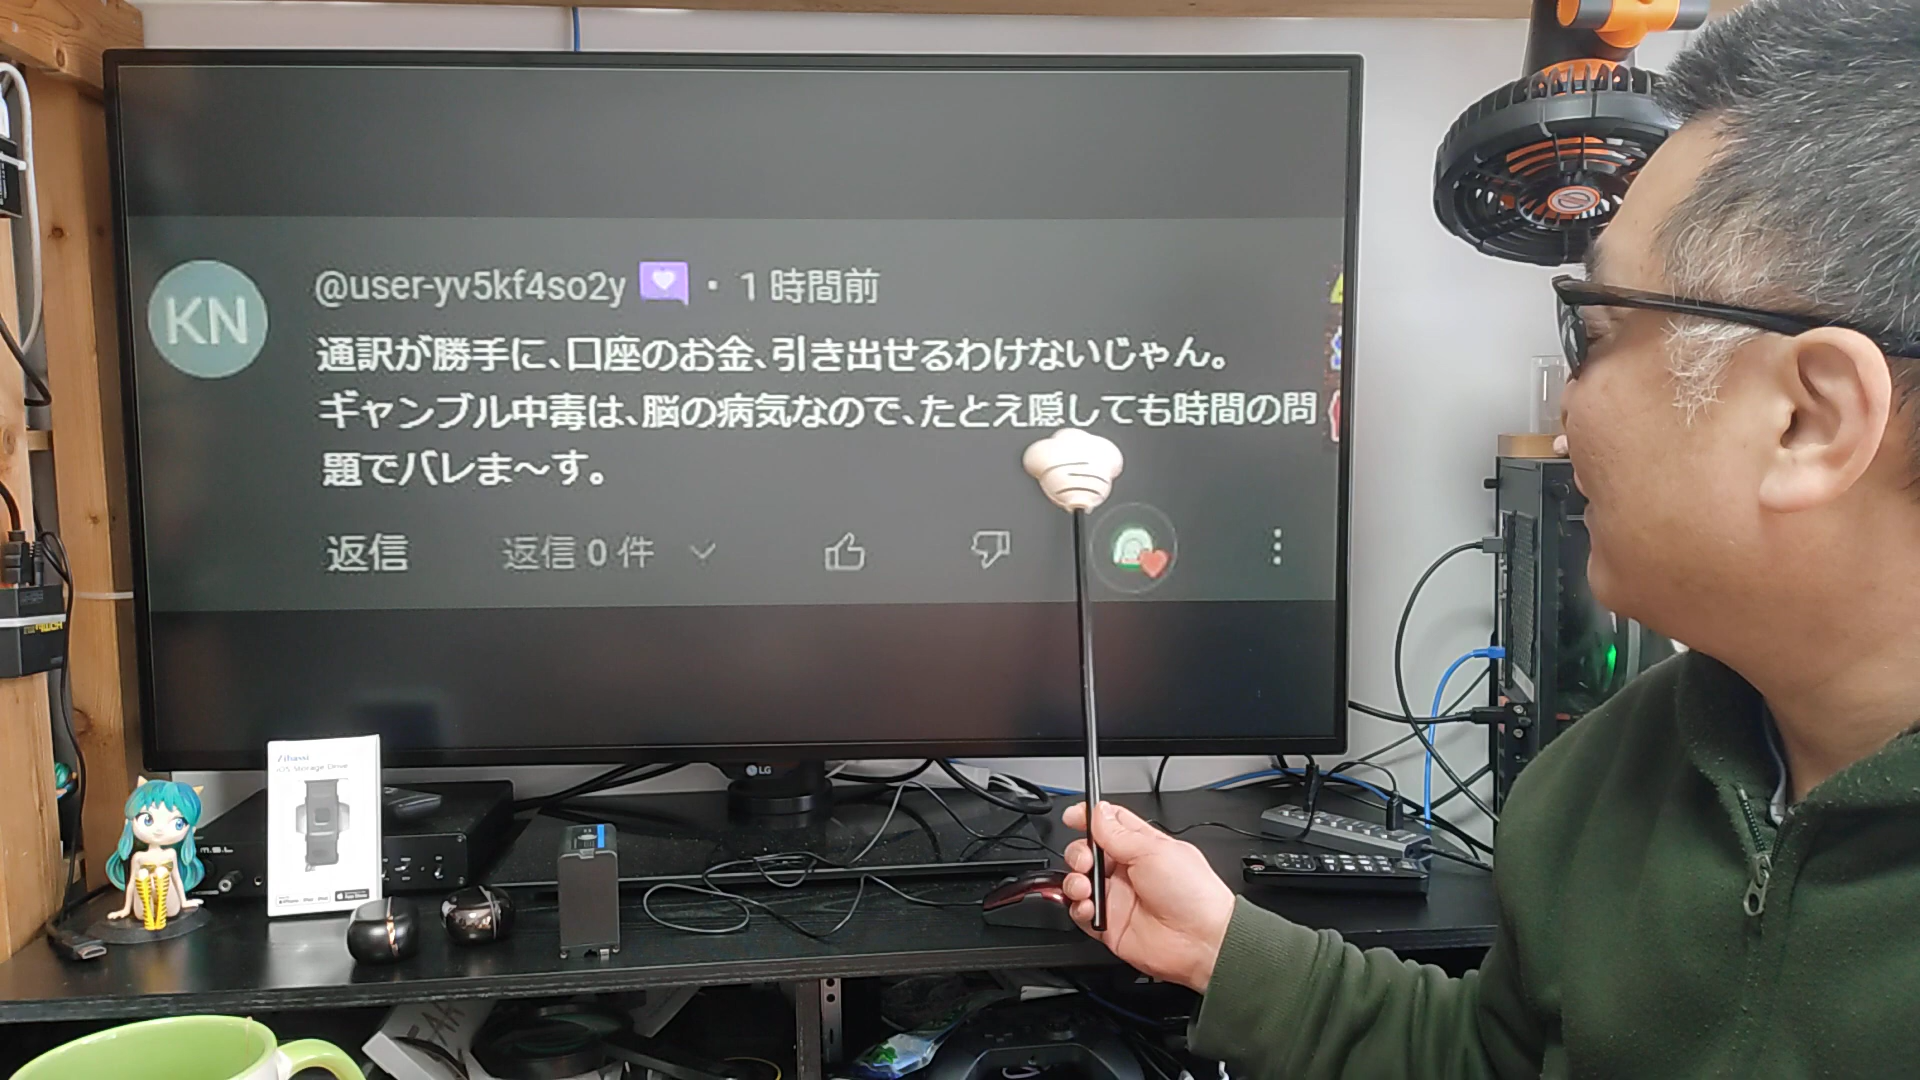 KN
@user-yv5kf4so2y ・ 1 時間前
通訳が勝手に、口座のお金、引き出せるわけないじゃん。
ギャンブル中毒は、脳の病気なので、たとえ隠しても時間の問
題でバレま〜す。
返信 返信 0 件
LG
iOS Storage Drive